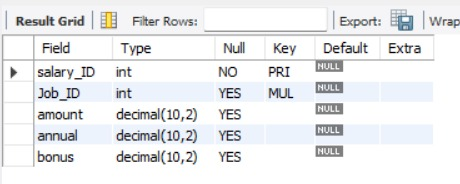 Result Grid Filter Rows: Export: Wrap
Field Type Null Key Default Extra
salary_ID int NO PRI NULL
Job_ID int YES MUL NULL
amount decimal(10,2) YES NULL
annual decimal(10,2) YES NULL
bonus decimal(10,2) YES NULL